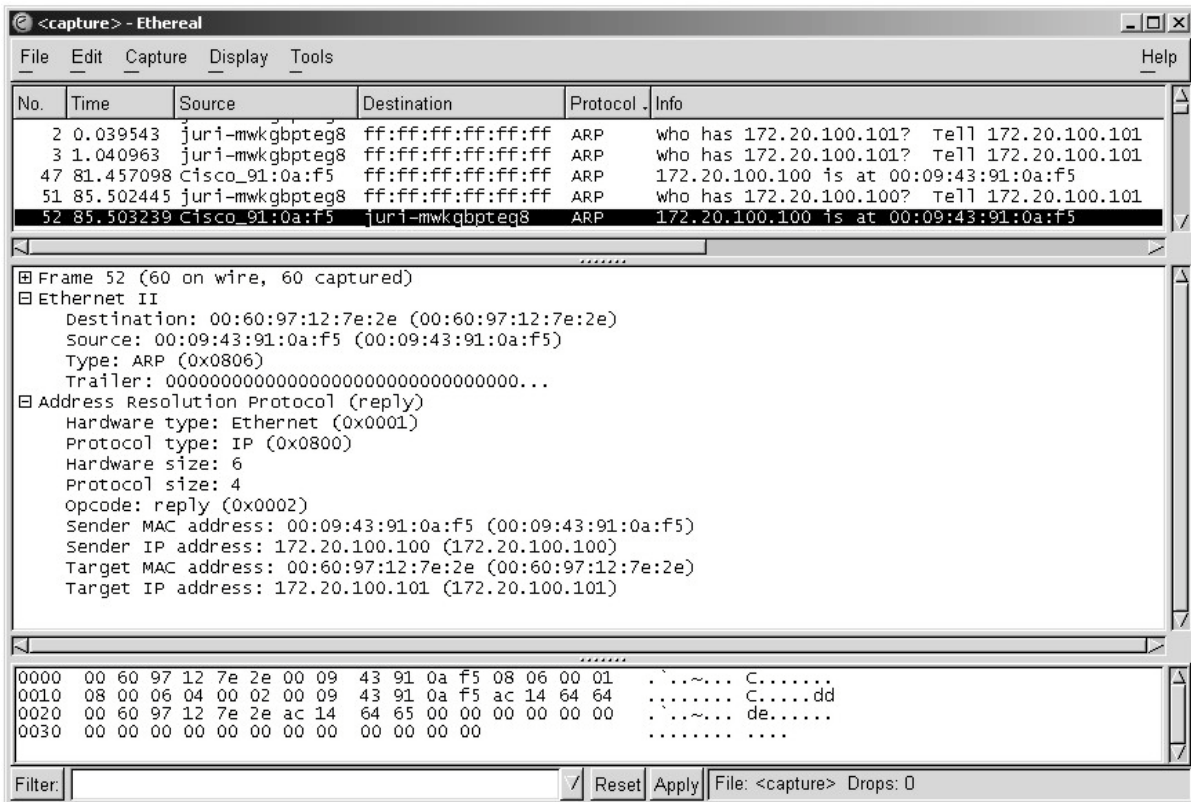 <capture> - Ethereal
File Edit Capture Display Tools Help
No. Time Source Destination Protocol Info
2 0.039543 juri-mwkgbpteg8 ff:ff:ff:ff:ff:ff ARP Who has 172.20.100.101? Tell 172.20.100.101
3 1.040963 juri-mwkgbpteg8 ff:ff:ff:ff:ff:ff ARP Who has 172.20.100.101? Tell 172.20.100.101
47 81.457098 Cisco_91:0a:f5 ff:ff:ff:ff:ff:ff ARP 172.20.100.100 is at 00:09:43:91:0a:f5
51 85.502445 juri-mwkgbpteg8 ff:ff:ff:ff:ff:ff ARP Who has 172.20.100.100? Tell 172.20.100.101
52 85.503239 Cisco_91:0a:f5 juri-mwkgbpteg8 ARP 172.20.100.100 is at 00:09:43:91:0a:f5
Frame 52 (60 on wire, 60 captured)
Ethernet II
Destination: 00:60:97:12:7e:2e (00:60:97:12:7e:2e)
Source: 00:09:43:91:0a:f5 (00:09:43:91:0a:f5)
Type: ARP (0x0806)
Trailer: 00000000000000000000000000000000...
Address Resolution Protocol (reply)
Hardware type: Ethernet (0x0001)
Protocol type: IP (0x0800)
Hardware size: 6
Protocol size: 4
Opcode: reply (0x0002)
Sender MAC address: 00:09:43:91:0a:f5 (00:09:43:91:0a:f5)
Sender IP address: 172.20.100.100 (172.20.100.100)
Target MAC address: 00:60:97:12:7e:2e (00:60:97:12:7e:2e)
Target IP address: 172.20.100.101 (172.20.100.101)
0000 00 60 97 12 7e 2e 00 09 43 91 0a f5 08 06 00 01 .`..~... C.......
0010 08 00 06 04 00 02 00 09 43 91 0a f5 ac 14 64 64 ........ C.....dd
0020 00 60 97 12 7e 2e ac 14 64 65 00 00 00 00 00 00 .`..~... de......
0030 00 00 00 00 00 00 00 00 00 00 00 00 ........ ....
Filter: Reset Apply File: <capture> Drops: 0